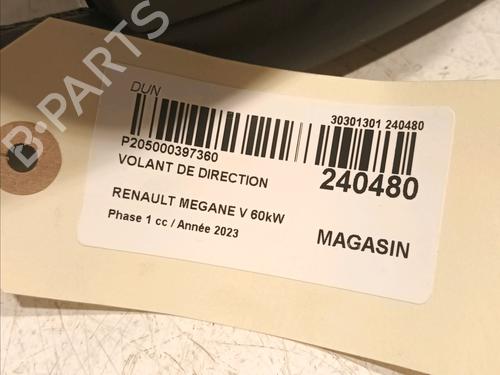 B-PARTS
DUN
30301301 240480
P205000397360
VOLANT DE DIRECTION
240480
RENAULT MEGANE V 60kW
Phase 1 cc / Année 2023
MAGASIN